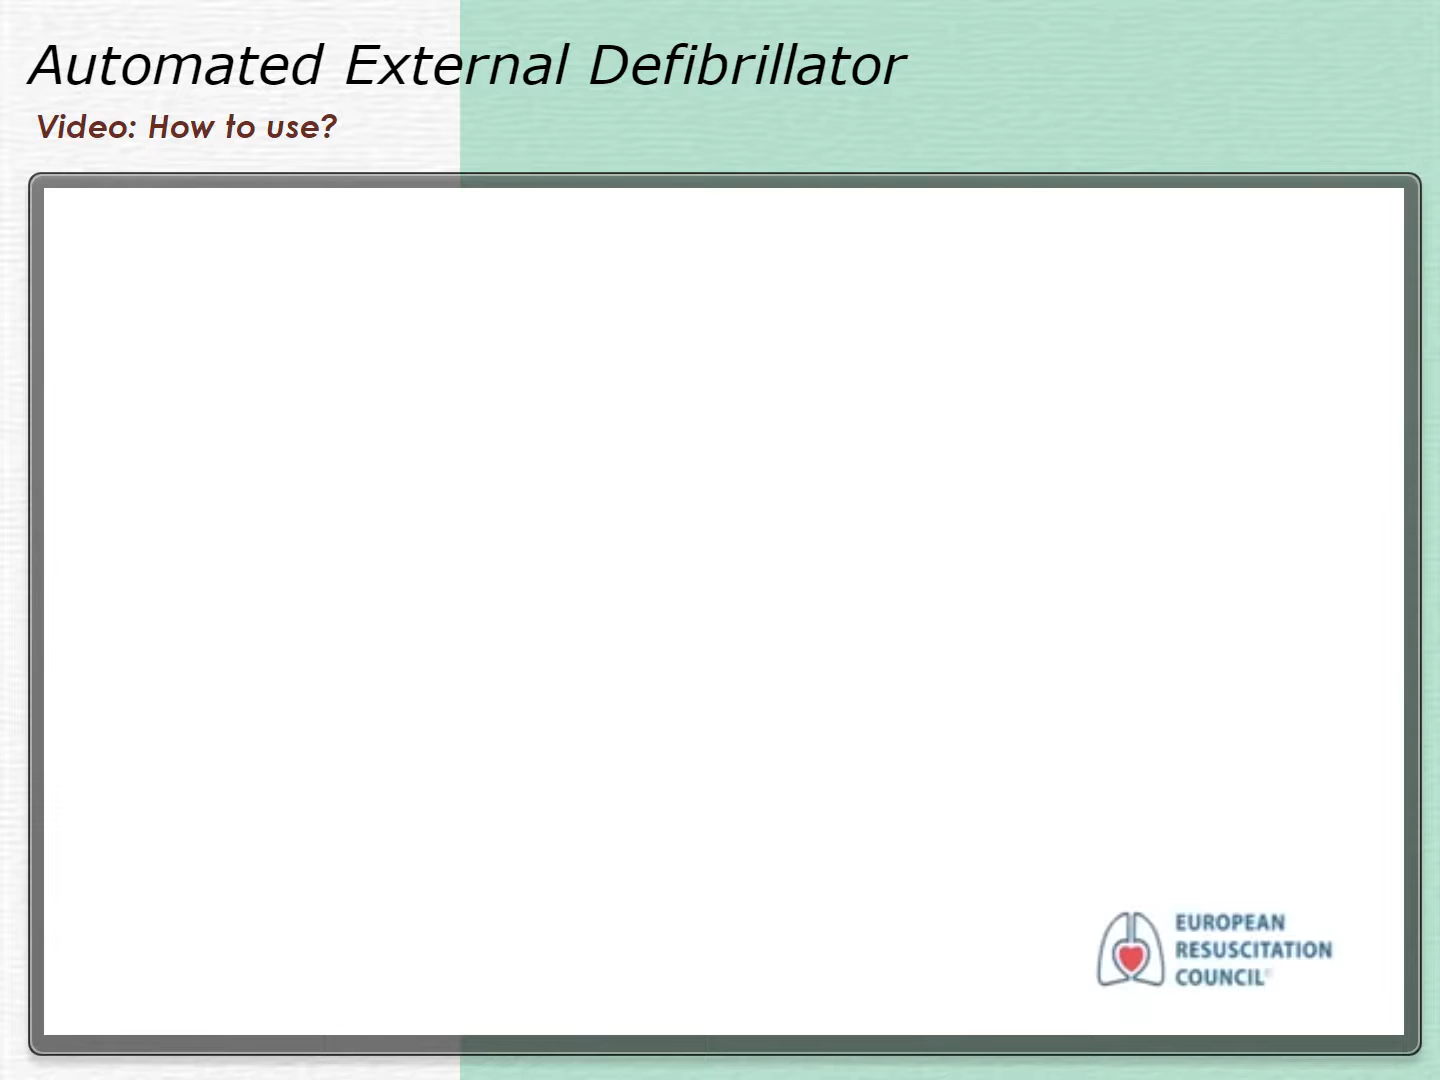 Automated External Defibrillator
Video: How to use?
EUROPEAN
RESUSCITATION
COUNCIL®